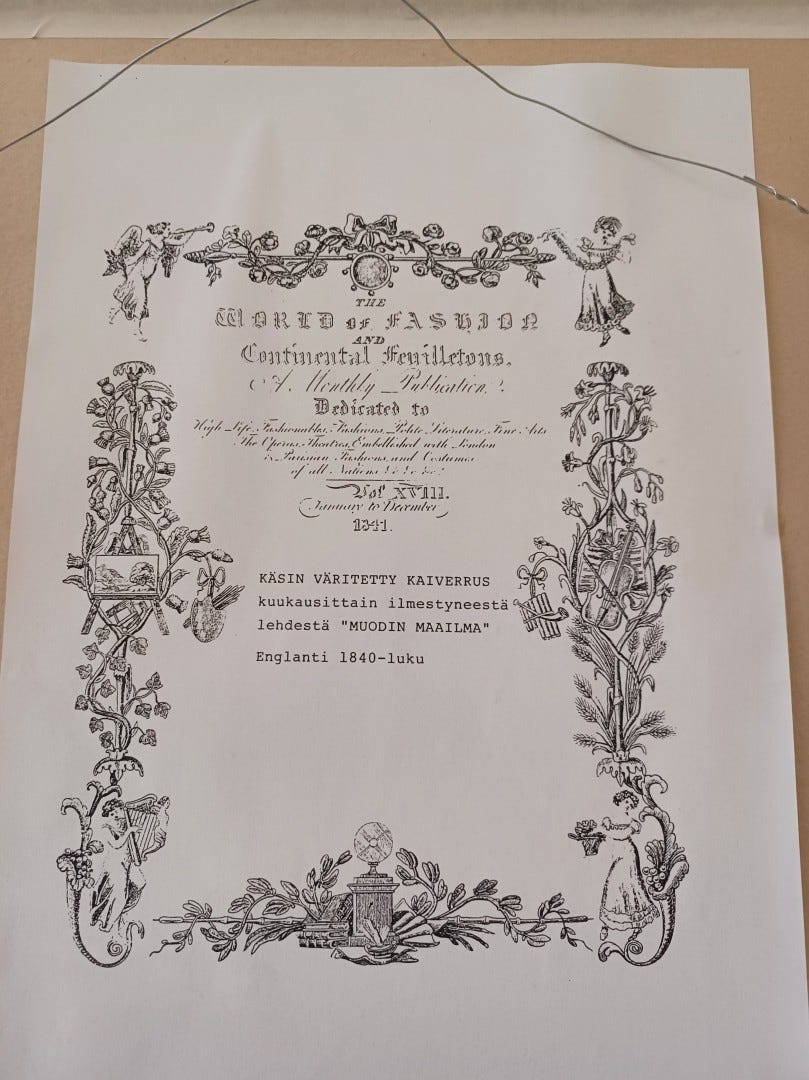 THE
WORLD OF FASHION
AND
Continental Feuilletons,
A Monthly Publication,
Dedicated to
High Life, Fashionables, Fashions, Polite Literature, Fine Arts
The Operas, Theatres, Embellished with London
& Parisian Fashions, and Costumes
of all Nations &c &c &c
Vol XVIII.
January to December
1841.
KÄSIN VÄRITETTY KAIVERRUS
kuukausittain ilmestyneestä
lehdestä "MUODIN MAAILMA"
Englanti 1840-luku